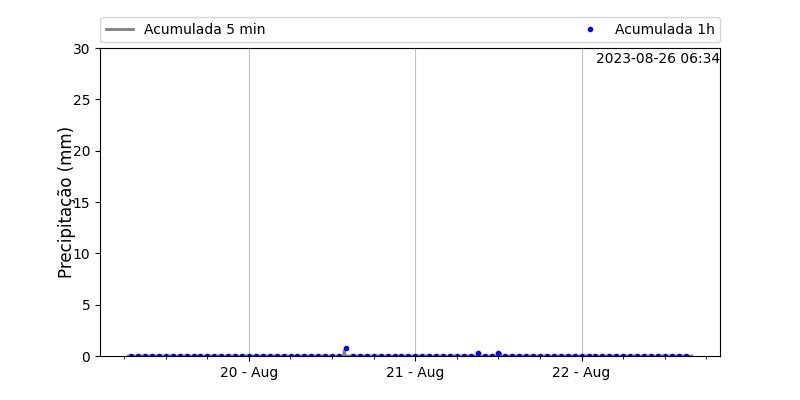 Acumulada 5 min
Acumulada 1h
2023-08-26 06:34
Precipitação (mm)
30
25
20
15
10
5
0
20 - Aug
21 - Aug
22 - Aug